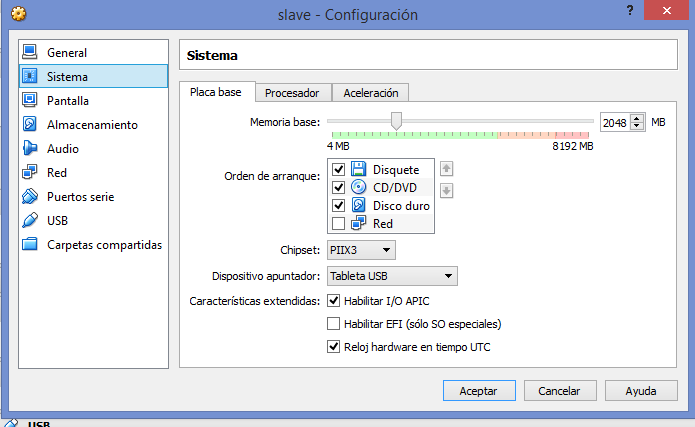 slave - Configuración
?
General
Sistema
Pantalla
Almacenamiento
Audio
Red
Puertos serie
USB
Carpetas compartidas
Sistema
Placa base Procesador Aceleración
Memoria base: 2048 MB
4 MB 8192 MB
Orden de arranque: Disquete
CD/DVD
Disco duro
Red
Chipset: PIIX3
Dispositivo apuntador: Tableta USB
Características extendidas: Habilitar I/O APIC
Habilitar EFI (sólo SO especiales)
Reloj hardware en tiempo UTC
Aceptar Cancelar Ayuda
USB